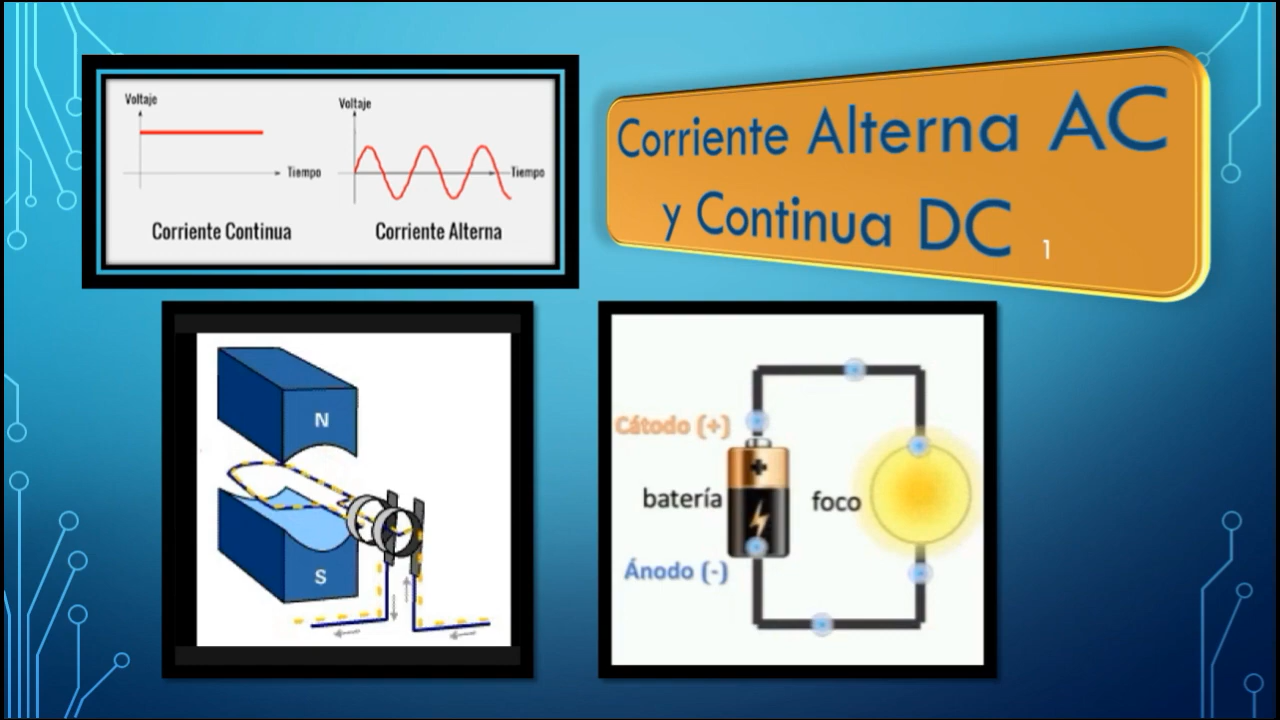 Voltaje
Tiempo
Corriente Continua
Voltaje
Tiempo
Corriente Alterna
Corriente Alterna AC
y Continua DC
1
N
S
Cátodo (+)
+
batería
foco
Ánodo (-)